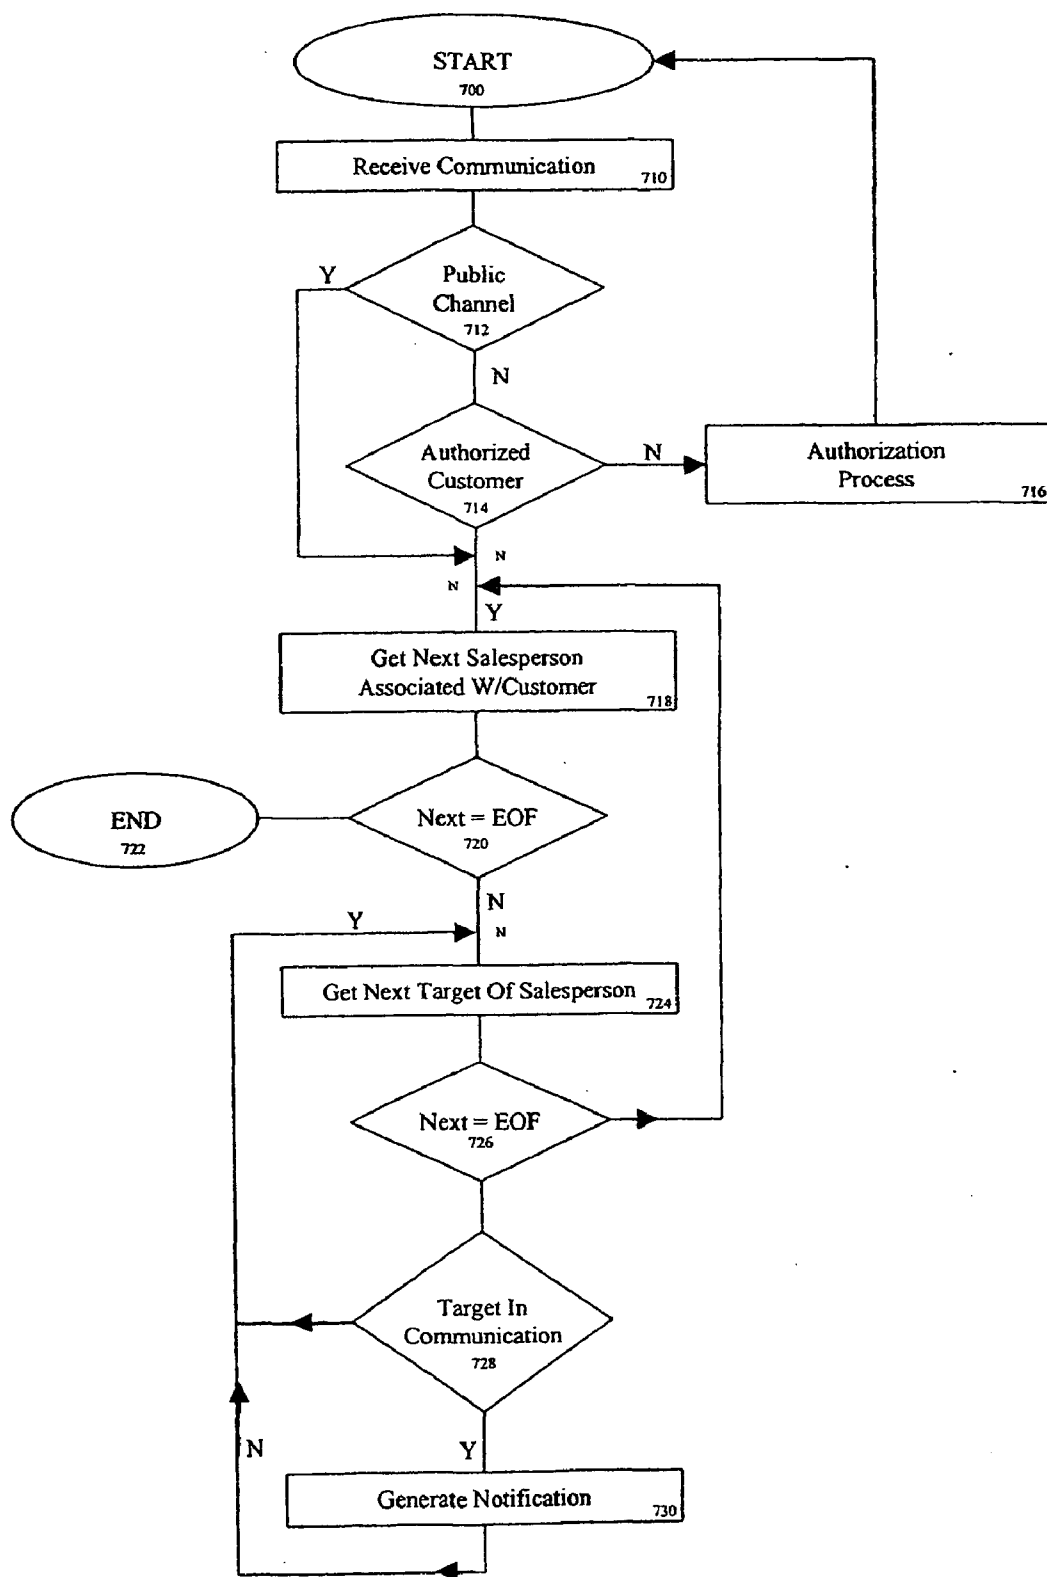 START
700
Receive Communication
710
Y
Public
Channel
712
N
Authorized
Customer
714
N
Authorization
Process
716
N
N
Y
Get Next Salesperson
Associated W/Customer
718
END
722
Next = EOF
720
N
Y
N
Get Next Target Of Salesperson
724
Next = EOF
726
Target In
Communication
728
N
Y
Generate Notification
730